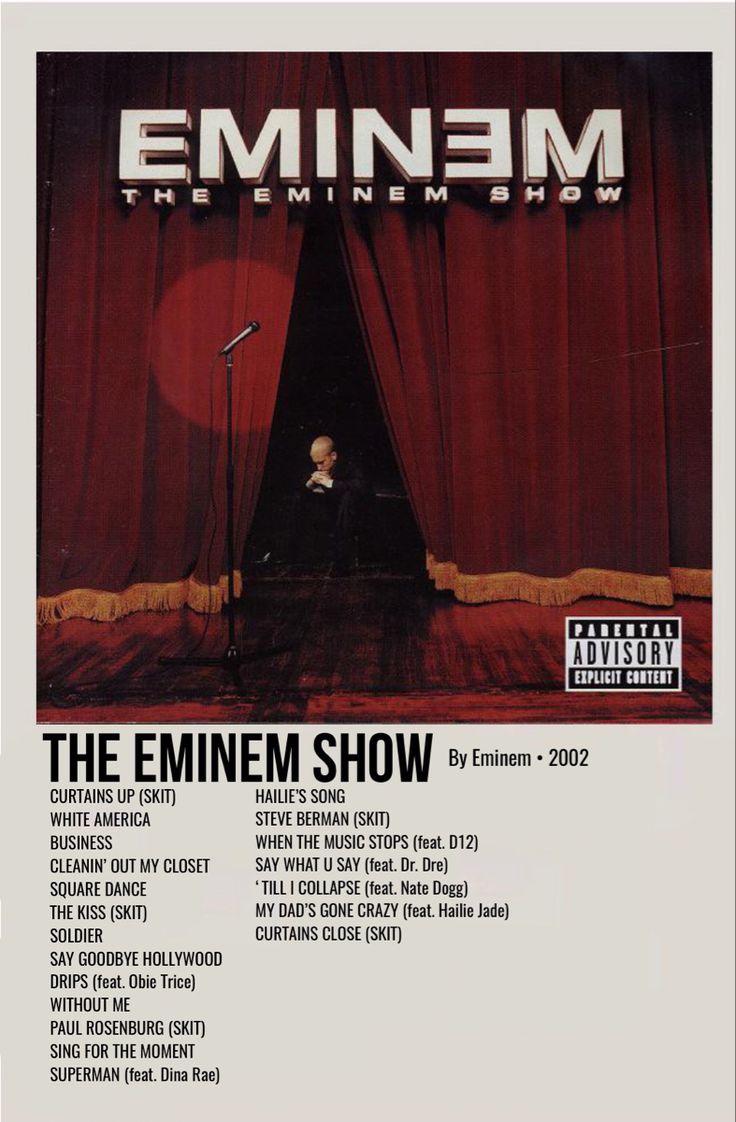 EMINƎM
THE EMINEM SHOW
PARENTAL
ADVISORY
EXPLICIT CONTENT
THE EMINEM SHOW By Eminem • 2002
CURTAINS UP (SKIT)
WHITE AMERICA
BUSINESS
CLEANIN’ OUT MY CLOSET
SQUARE DANCE
THE KISS (SKIT)
SOLDIER
SAY GOODBYE HOLLYWOOD
DRIPS (feat. Obie Trice)
WITHOUT ME
PAUL ROSENBURG (SKIT)
SING FOR THE MOMENT
SUPERMAN (feat. Dina Rae)
HAILIE’S SONG
STEVE BERMAN (SKIT)
WHEN THE MUSIC STOPS (feat. D12)
SAY WHAT U SAY (feat. Dr. Dre)
‘ TILL I COLLAPSE (feat. Nate Dogg)
MY DAD’S GONE CRAZY (feat. Hailie Jade)
CURTAINS CLOSE (SKIT)